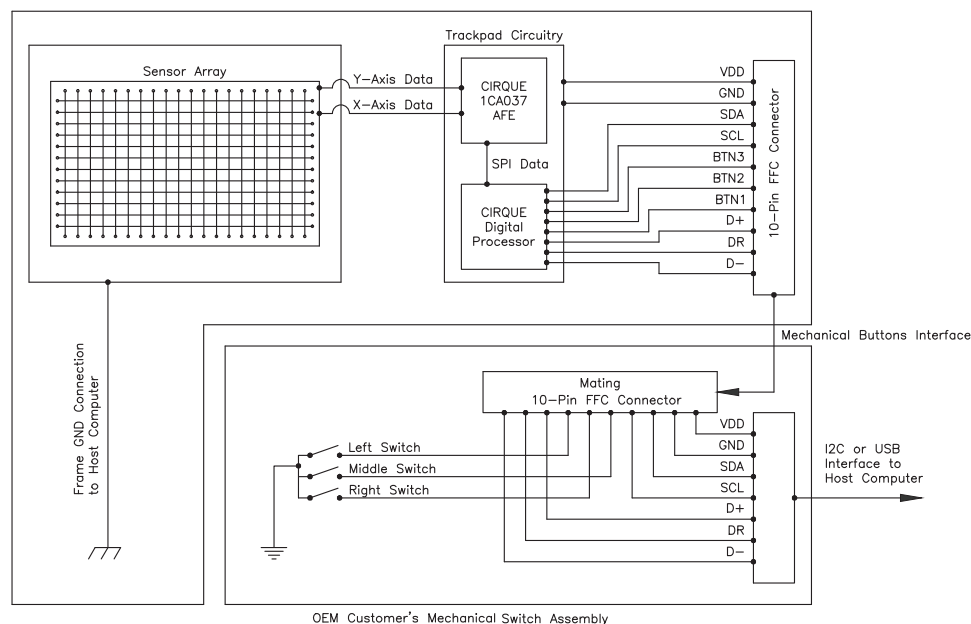 Trackpad Circuitry
Sensor Array
Y-Axis Data
X-Axis Data
CIRQUE
1CA037
AFE
SPI Data
CIRQUE
Digital
Processor
VDD
GND
SDA
SCL
BTN3
BTN2
BTN1
D+
DR
D-
10-Pin FFC Connector
Mechanical Buttons Interface
Frame GND Connection
to Host Computer
Mating
10-Pin FFC Connector
Left Switch
Middle Switch
Right Switch
VDD
GND
SDA
SCL
D+
DR
D-
I2C or USB
Interface to
Host Computer
OEM Customer's Mechanical Switch Assembly